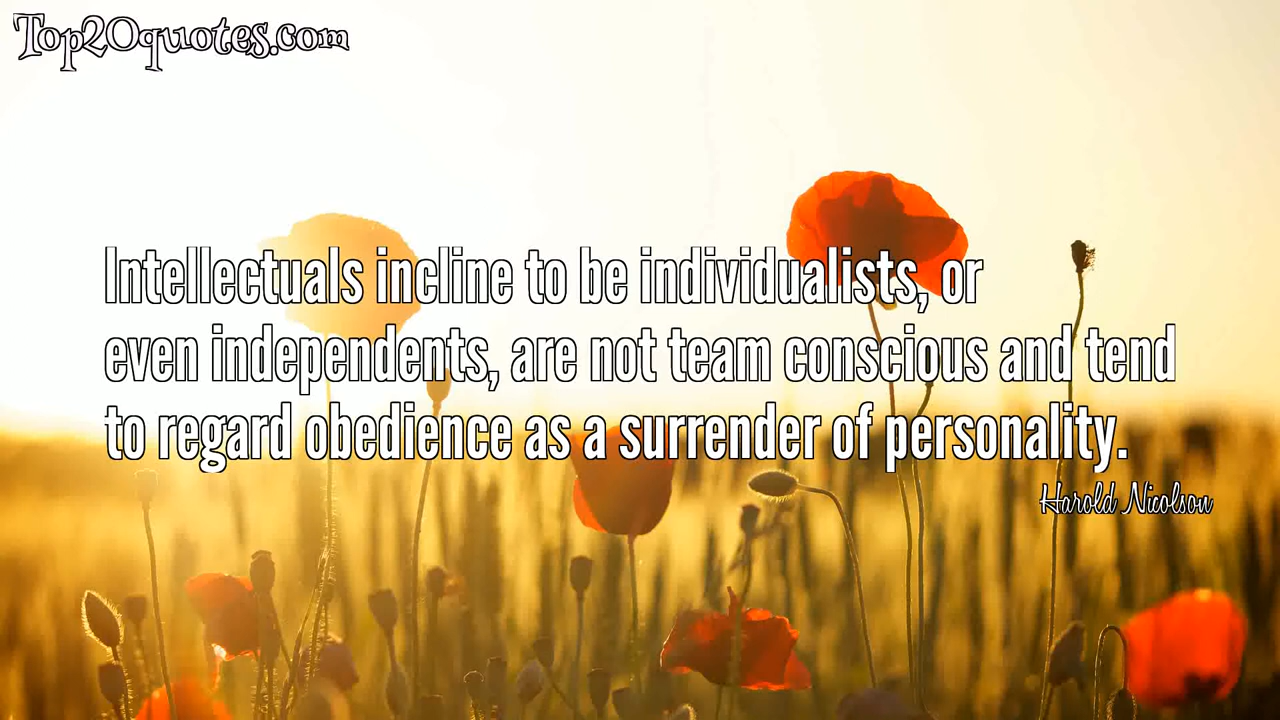 Top20quotes.com
Intellectuals incline to be individualists, or
even independents, are not team conscious and tend
to regard obedience as a surrender of personality.
Harold Nicolson